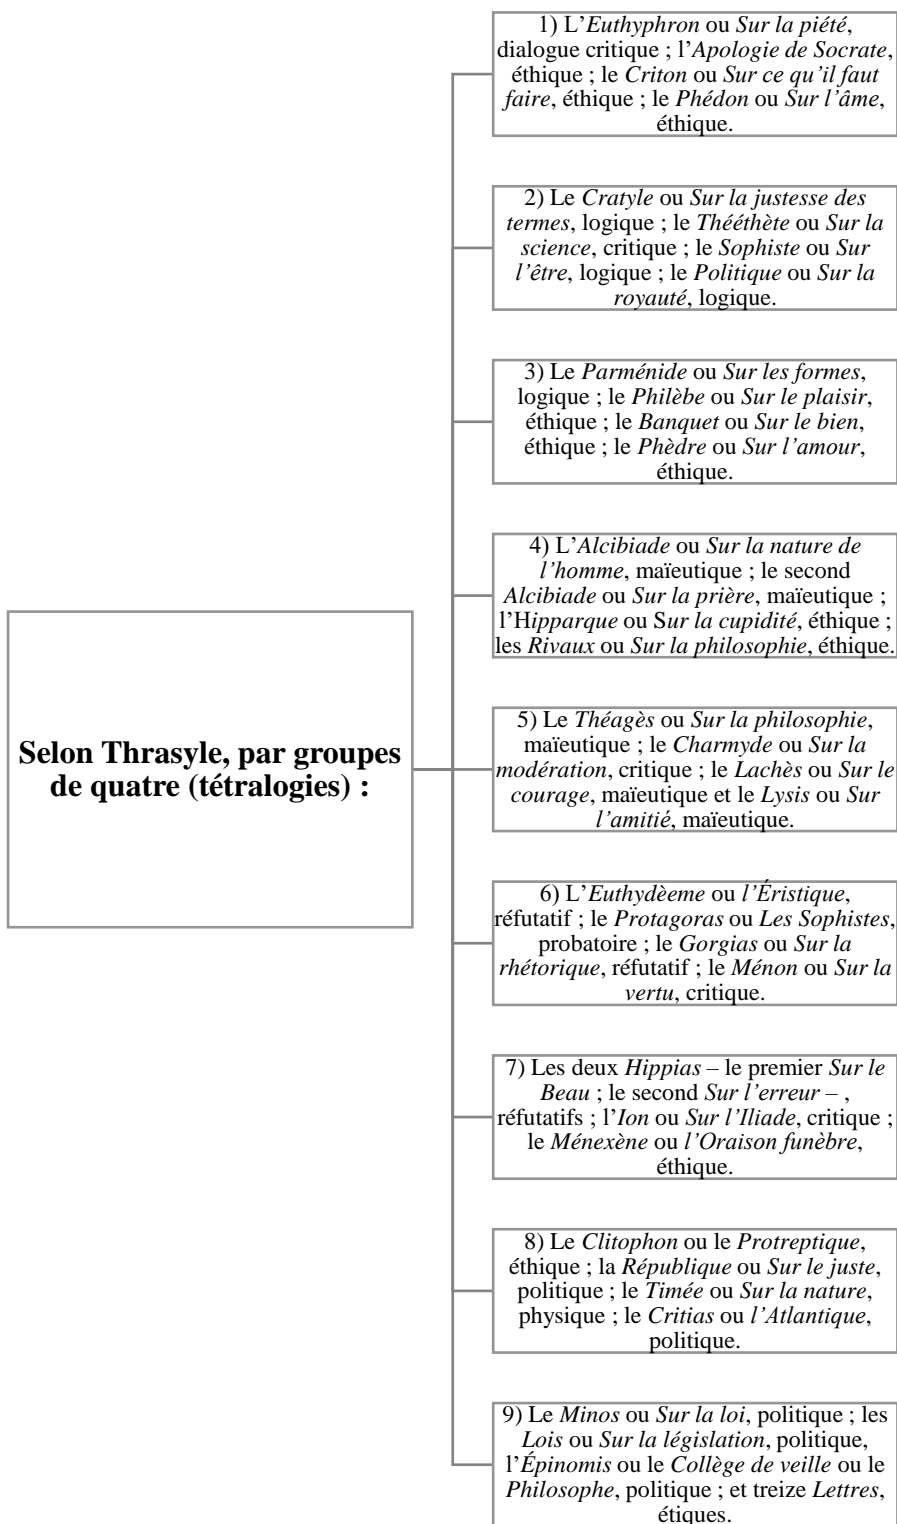 1) L’Euthyphron ou Sur la piété,
dialogue critique ; l’Apologie de Socrate,
éthique ; le Criton ou Sur ce qu’il faut
faire, éthique ; le Phédon ou Sur l’âme,
éthique.
2) Le Cratyle ou Sur la justesse des
termes, logique ; le Thééthète ou Sur la
science, critique ; le Sophiste ou Sur
l’être, logique ; le Politique ou Sur la
royauté, logique.
3) Le Parménide ou Sur les formes,
logique ; le Philèbe ou Sur le plaisir,
éthique ; le Banquet ou Sur le bien,
éthique ; le Phèdre ou Sur l’amour,
éthique.
4) L’Alcibiade ou Sur la nature de
l’homme, maïeutique ; le second
Alcibiade ou Sur la prière, maïeutique ;
l’Hipparque ou Sur la cupidité, éthique ;
les Rivaux ou Sur la philosophie, éthique.
Selon Thrasyle, par groupes
de quatre (tétralogies) :
5) Le Théagès ou Sur la philosophie,
maïeutique ; le Charmyde ou Sur la
modération, critique ; le Lachès ou Sur le
courage, maïeutique et le Lysis ou Sur
l’amitié, maïeutique.
6) L’Euthydèeme ou l’Éristique,
réfutatif ; le Protagoras ou Les Sophistes,
probatoire ; le Gorgias ou Sur la
rhétorique, réfutatif ; le Ménon ou Sur la
vertu, critique.
7) Les deux Hippias – le premier Sur le
Beau ; le second Sur l’erreur – ,
réfutatifs ; l’Ion ou Sur l’Iliade, critique ;
le Ménexène ou l’Oraison funèbre,
éthique.
8) Le Clitophon ou le Protreptique,
éthique ; la République ou Sur le juste,
politique ; le Timée ou Sur la nature,
physique ; le Critias ou l’Atlantique,
politique.
9) Le Minos ou Sur la loi, politique ; les
Lois ou Sur la législation, politique,
l’Épinomis ou le Collège de veille ou le
Philosophe, politique ; et treize Lettres,
étiques.